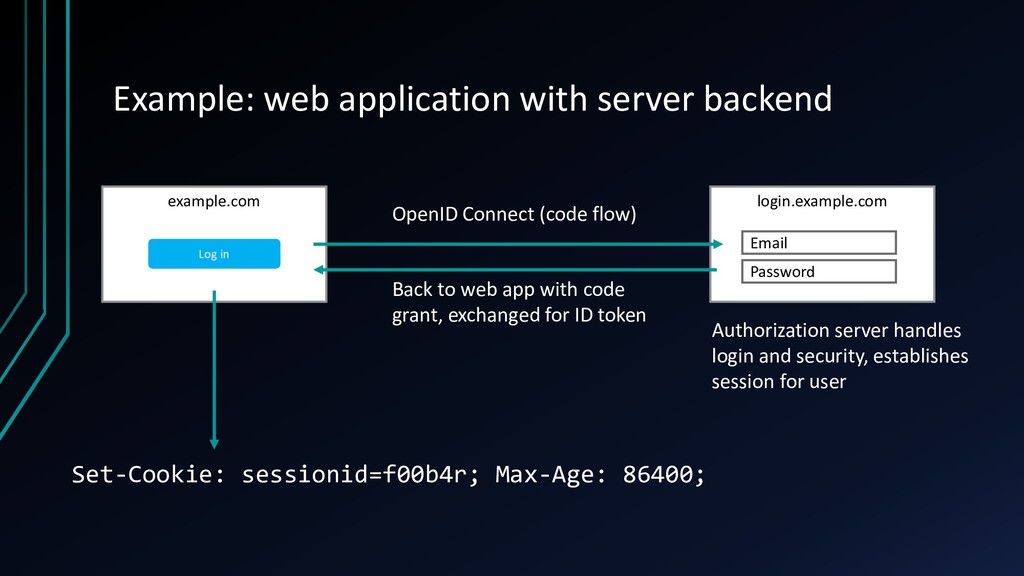 Example: web application with server backend
example.com
Log in
OpenID Connect (code flow)
Back to web app with code
grant, exchanged for ID token
login.example.com
Email
Password
Authorization server handles
login and security, establishes
session for user
Set-Cookie: sessionid=f00b4r; Max-Age: 86400;